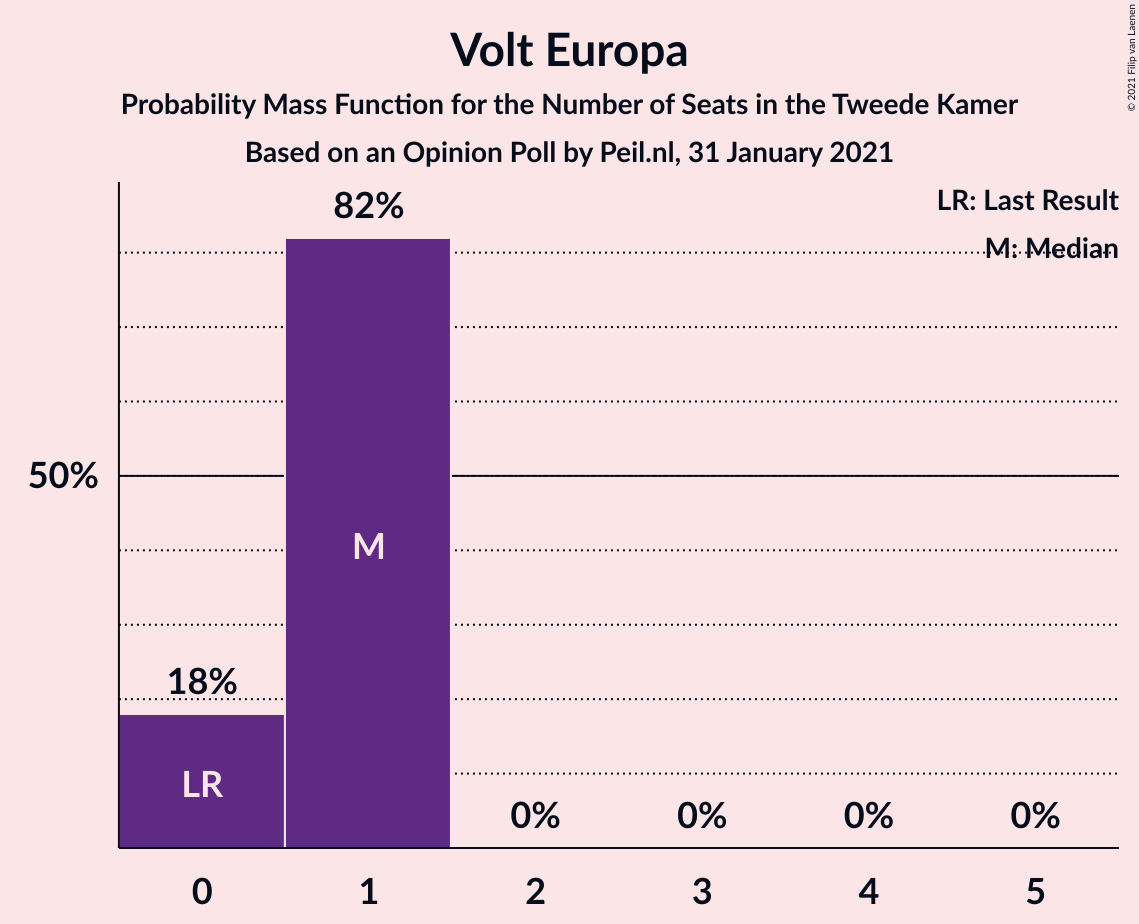 Volt Europa
Probability Mass Function for the Number of Seats in the Tweede Kamer
Based on an Opinion Poll by Peil.nl, 31 January 2021
© 2021 Filip van Laenen
LR: Last Result
M: Median
82%
50%
M
18%
LR
0% 0% 0% 0%
0 1 2 3 4 5